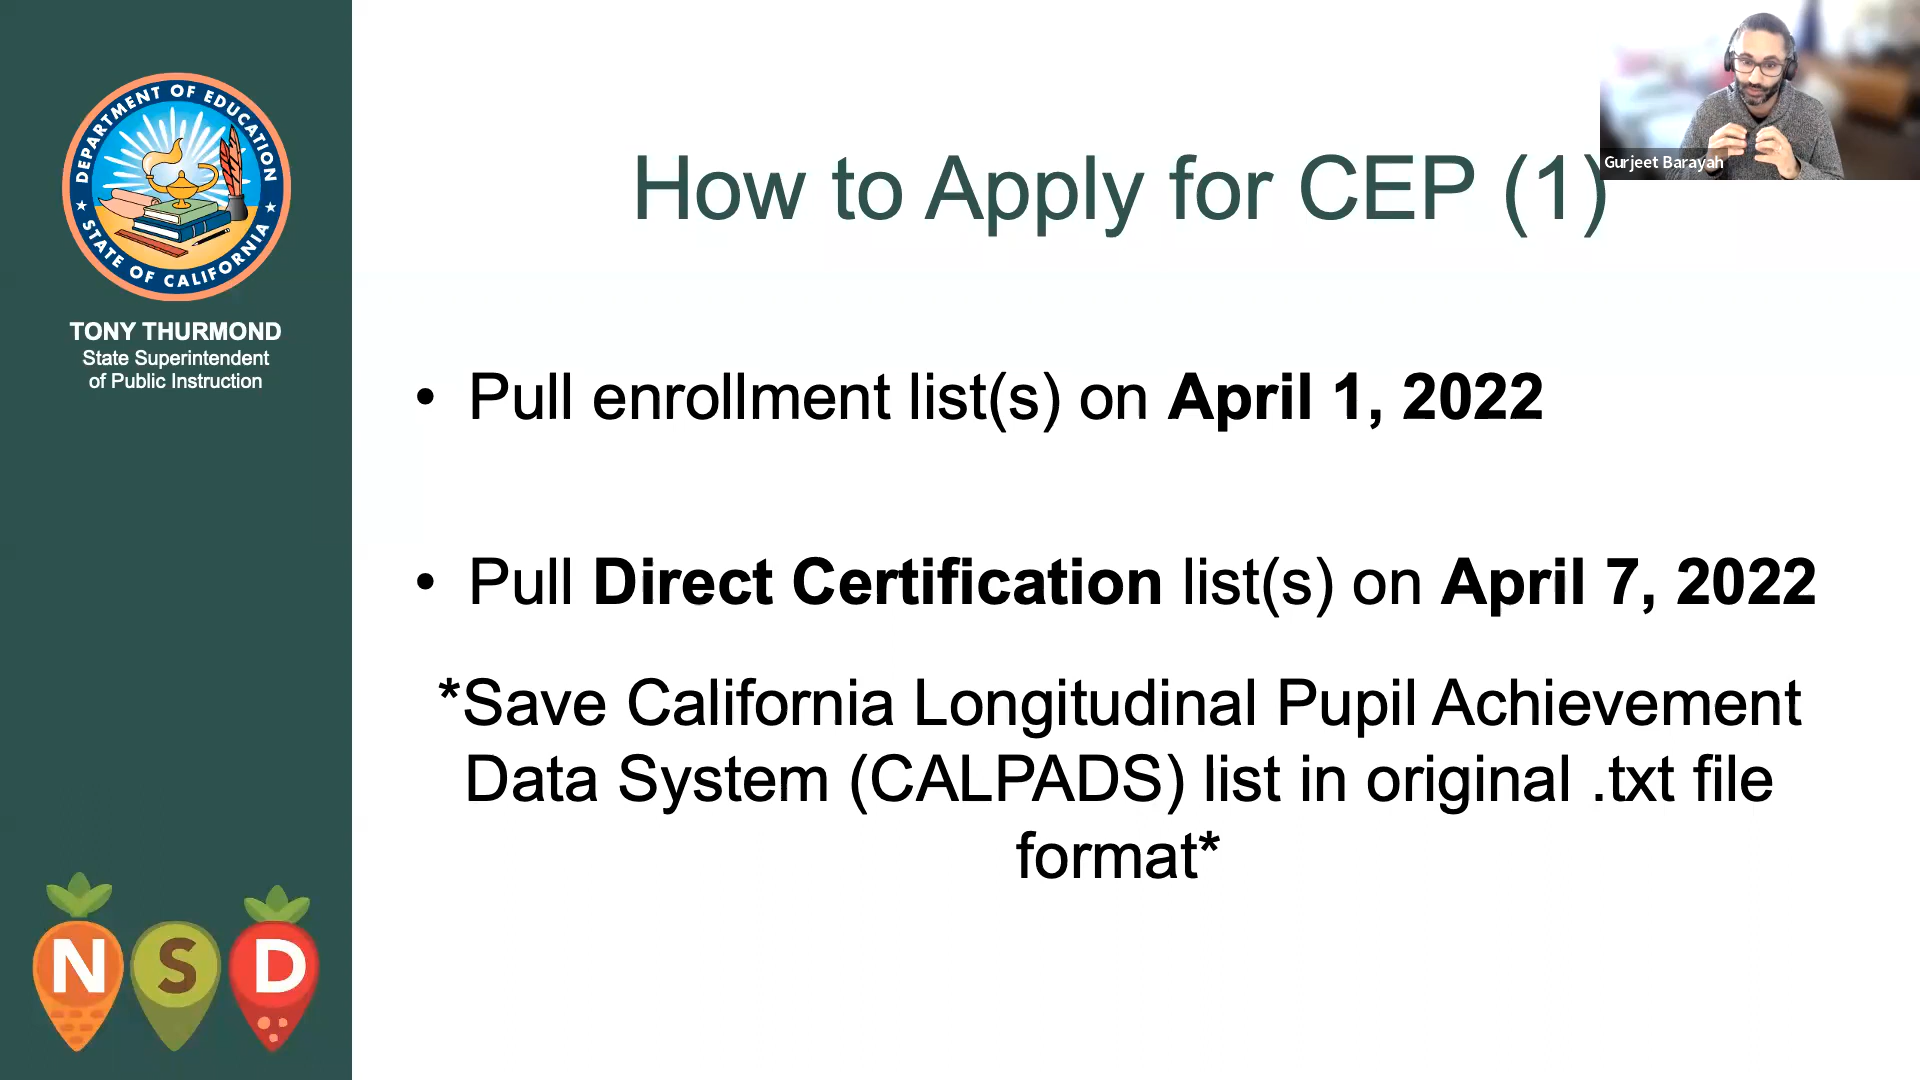 DEPARTMENT OF EDUCATION
STATE OF CALIFORNIA
TONY THURMOND
State Superintendent
of Public Instruction
How to Apply for CEP (1)
Gurjeet Barayah
• Pull enrollment list(s) on April 1, 2022
• Pull Direct Certification list(s) on April 7, 2022
*Save California Longitudinal Pupil Achievement
Data System (CALPADS) list in original .txt file
format*
N S D